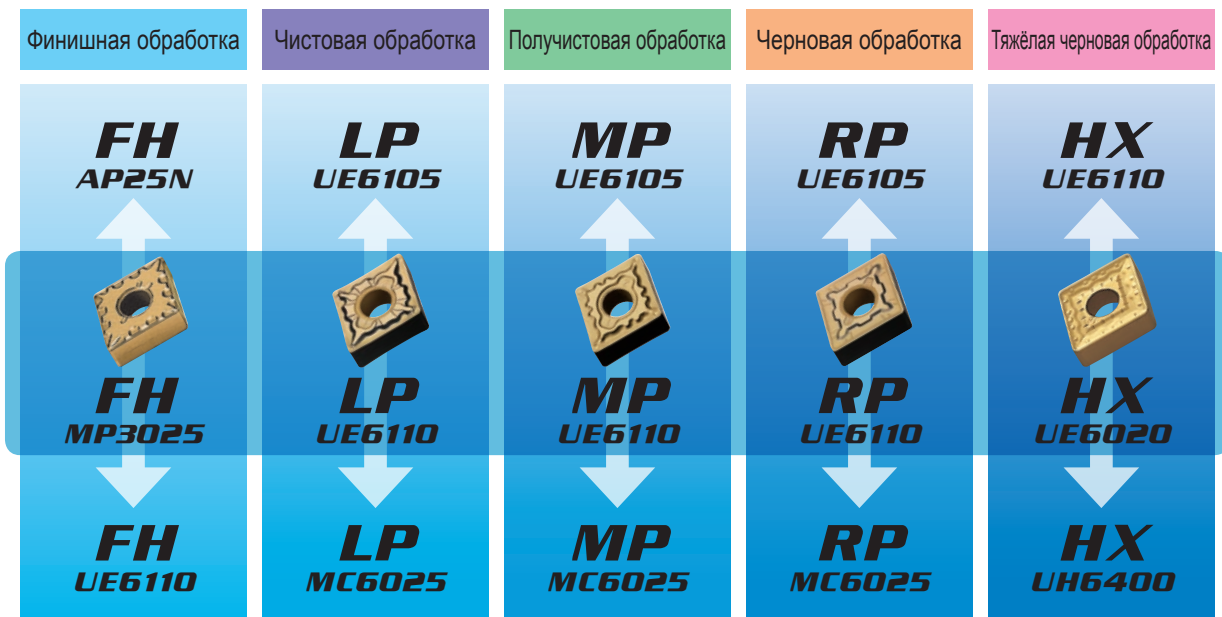 Финишная обработка
Чистовая обработка
Получистовая обработка
Черновая обработка
Тяжёлая черновая обработка
FH
AP25N
LP
UE6105
MP
UE6105
RP
UE6105
HX
UE6110
FH
MP3025
LP
UE6110
MP
UE6110
RP
UE6110
HX
UE6020
FH
UE6110
LP
MC6025
MP
MC6025
RP
MC6025
HX
UH6400